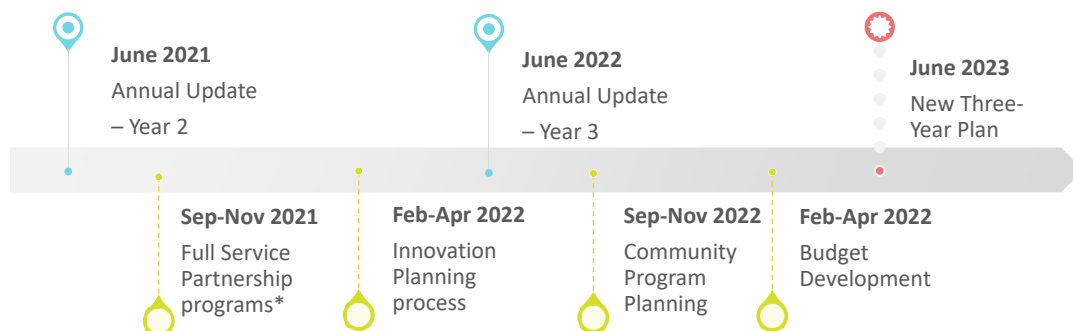 June 2021
Annual Update
– Year 2
June 2022
Annual Update
– Year 3
June 2023
New Three-
Year Plan
Sep-Nov 2021
Full Service
Partnership
programs*
Feb-Apr 2022
Innovation
Planning
process
Sep-Nov 2022
Community
Program
Planning
Feb-Apr 2022
Budget
Development